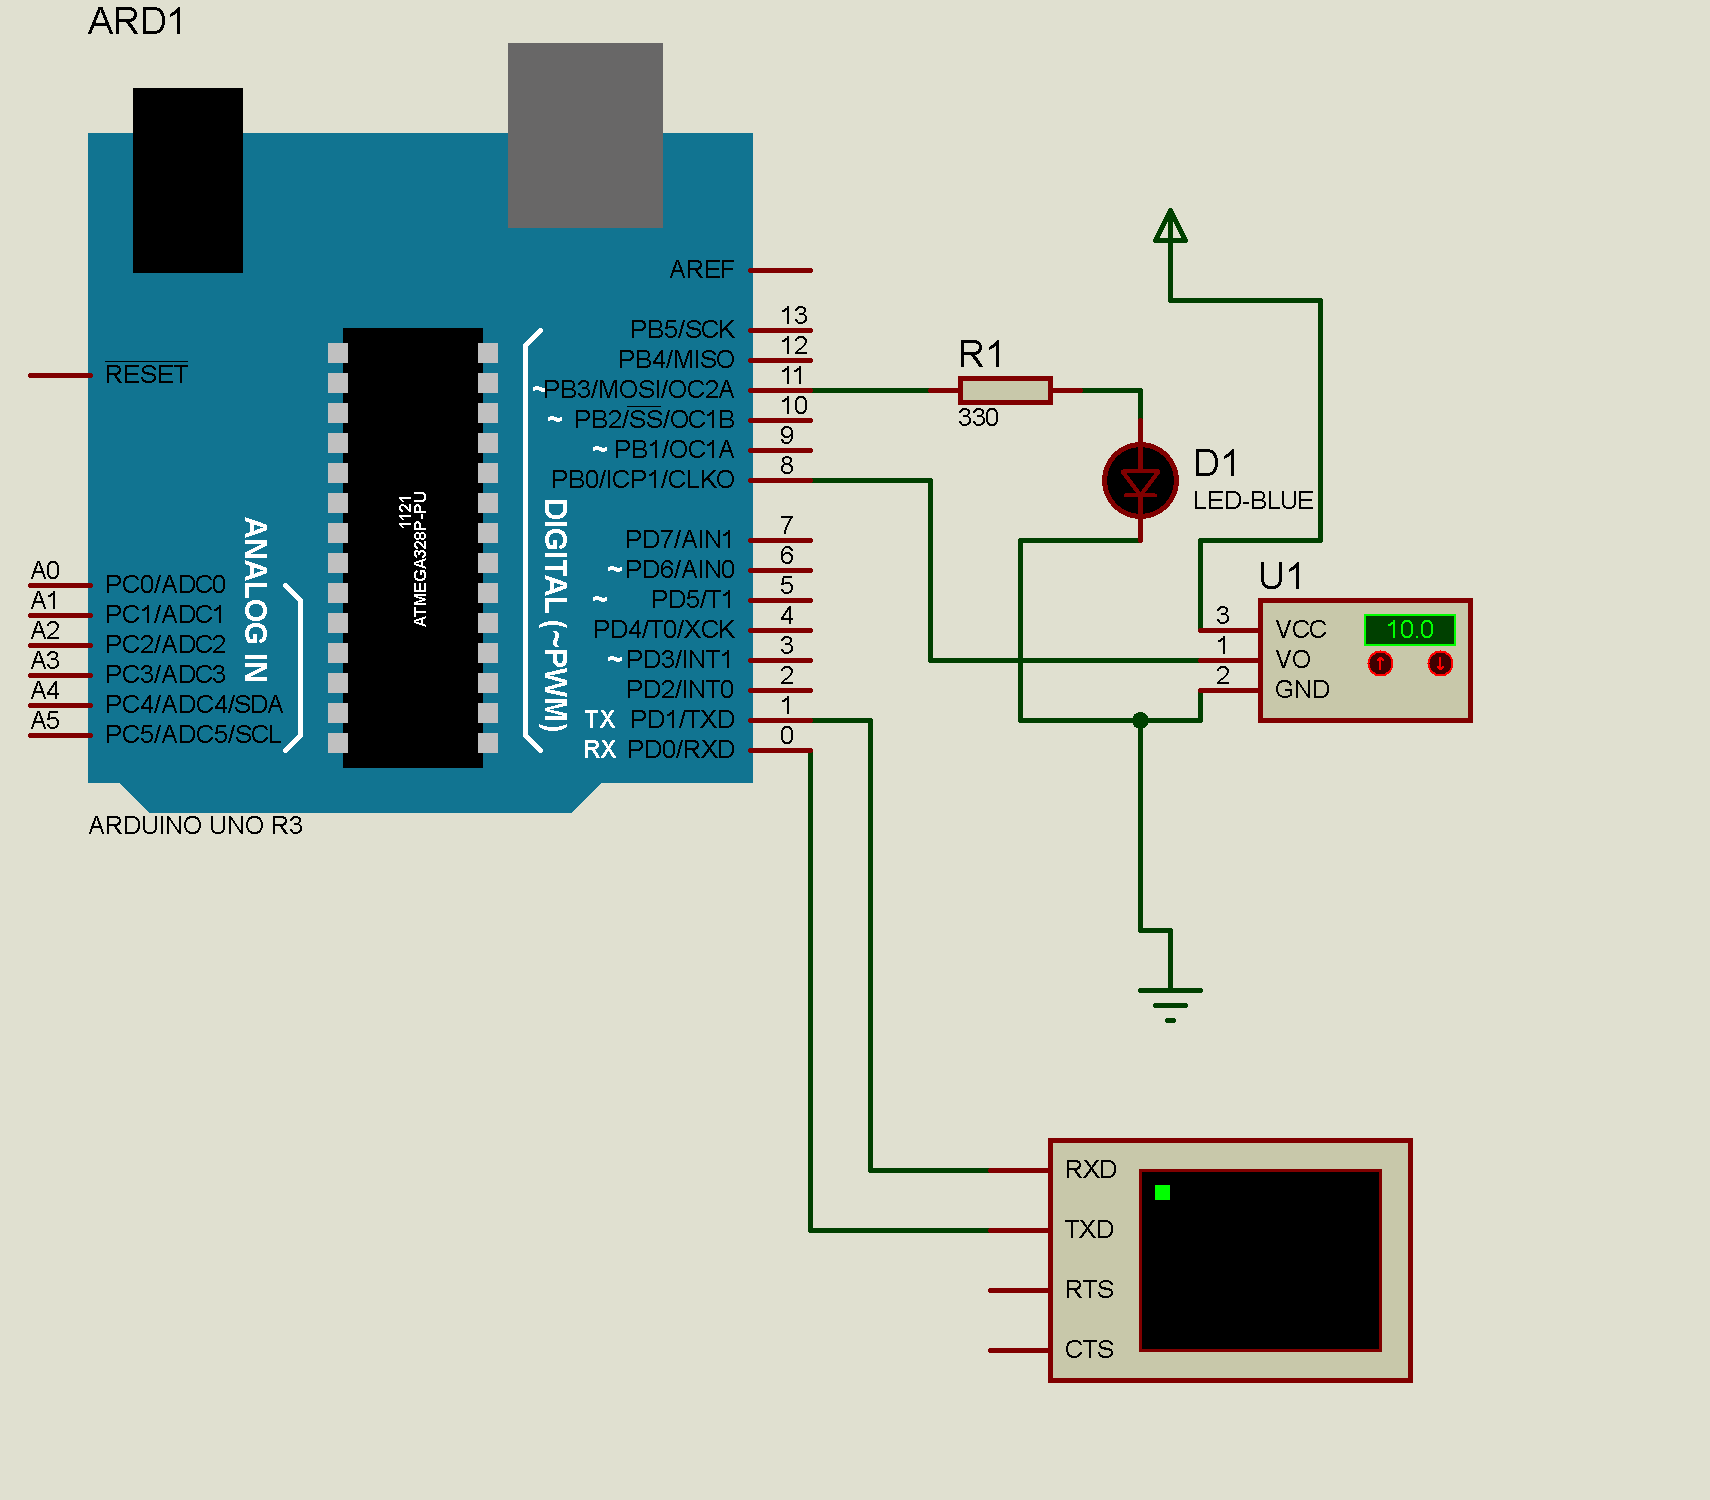 ARD1
AREF
RESET
13
PB5/SCK
12
PB4/MISO
11
~PB3/MOSI/OC2A
10
~ PB2/SS/OC1B
9
~ PB1/OC1A
8
PB0/ICP1/CLKO
7
PD7/AIN1
6
~ PD6/AIN0
5
~ PD5/T1
4
PD4/T0/XCK
3
~ PD3/INT1
2
PD2/INT0
1
TX PD1/TXD
0
RX PD0/RXD
A0
PC0/ADC0
A1
PC1/ADC1
A2
PC2/ADC2
A3
PC3/ADC3
A4
PC4/ADC4/SDA
A5
PC5/ADC5/SCL
ANALOG IN
1121
ATMEGA328P-PU
DIGITAL (~PWM)
ARDUINO UNO R3
R1
330
D1
LED-BLUE
U1
3
VCC
1
VO
2
GND
10.0
↑ ↓
RXD
TXD
RTS
CTS